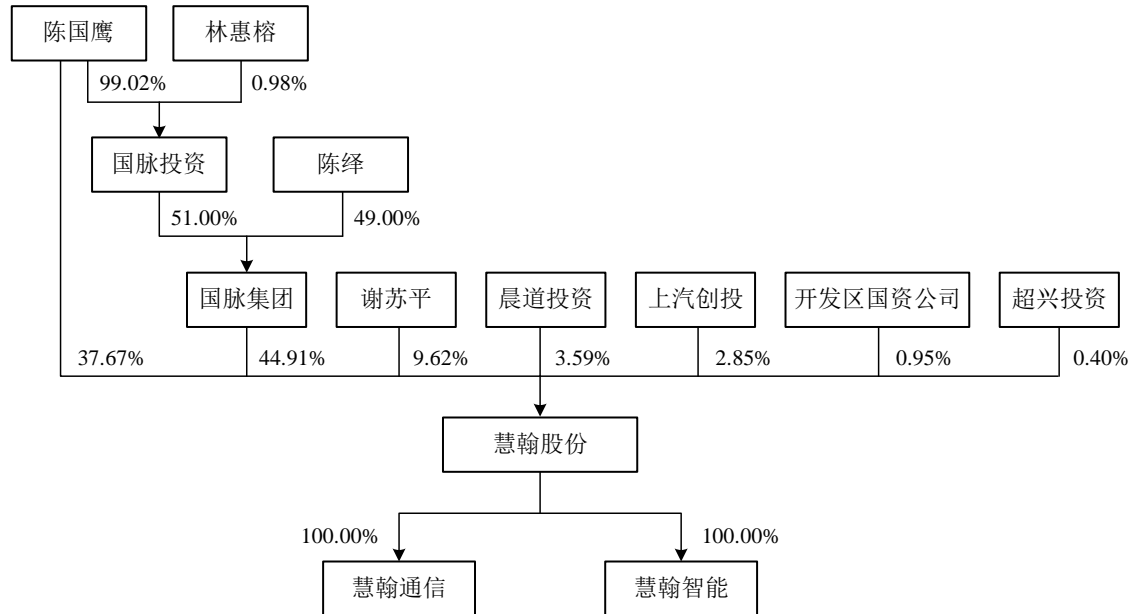 陈国鹰
林惠榕
99.02%
0.98%
国脉投资
陈绎
51.00%
49.00%
国脉集团
谢苏平
晨道投资
上汽创投
开发区国资公司
超兴投资
37.67%
44.91%
9.62%
3.59%
2.85%
0.95%
0.40%
慧翰股份
100.00%
100.00%
慧翰通信
慧翰智能